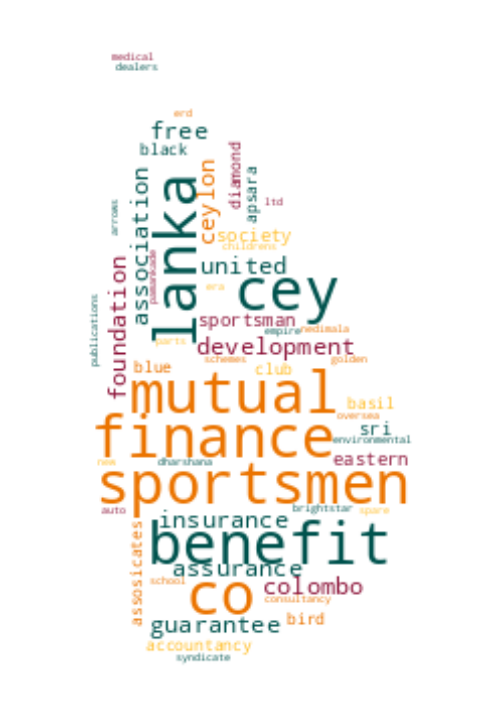 medical
dealers
erd
free
black
diamond
ceylon
apsara
association
lanka
arrows
ltd
society
childrens
pamankade
united
foundation
era
cey
publications
sportsman
empire
nedimala
parts
development
schemes
golden
blue
club
mutual
basil
oversea
finance
sri
environmental
new
dharshana
eastern
sportsmen
auto
brightstar
spare
insurance
assosicates
benefit
assurance
school
co
colombo
consultancy
guarantee
bird
accountancy
syndicate